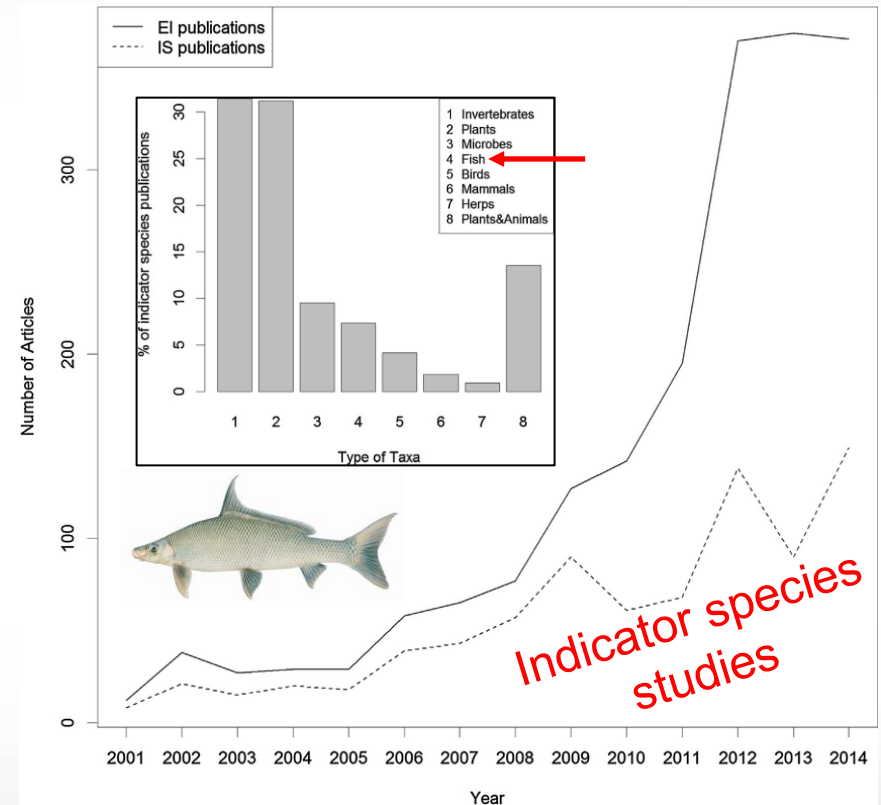 EI publications
IS publications
Number of Articles
300
200
100
0
% of indicator species publications
30
25
20
15
10
5
0
1 Invertebrates
2 Plants
3 Microbes
4 Fish
5 Birds
6 Mammals
7 Herps
8 Plants&Animals
1 2 3 4 5 6 7 8
Type of Taxa
Indicator species
studies
2001 2002 2003 2004 2005 2006 2007 2008 2009 2010 2011 2012 2013 2014
Year